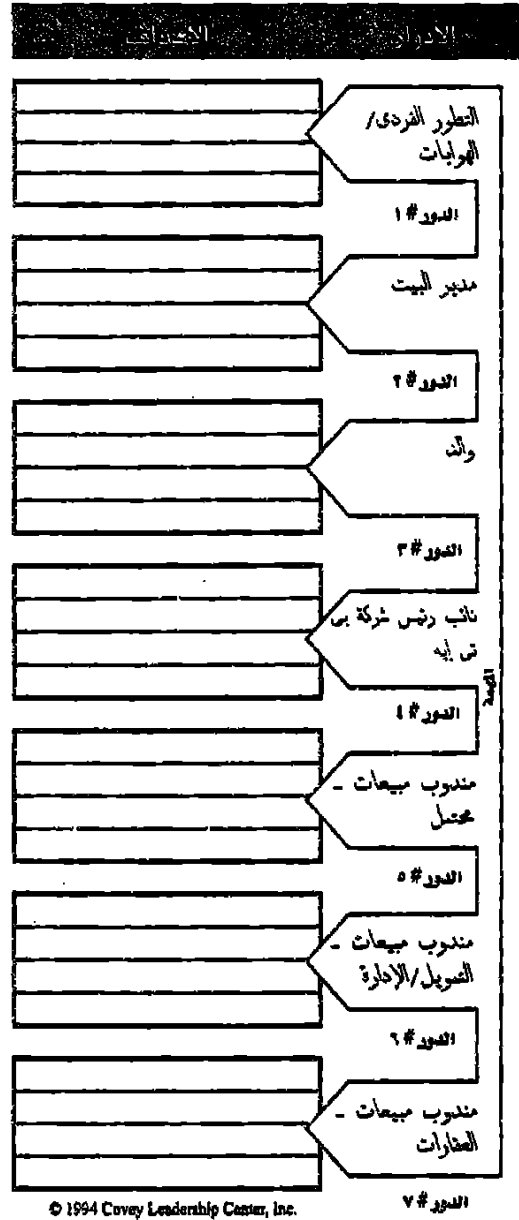 الأدوار
الأهداف
التطور الفردى/
الهوايات
الدور # ١
مدير البيت
الدور # ٢
والد
الدور # ٣
نائب رئيس شركة بى
تى إيه
الدور # ٤
مندوب مبيعات ـ
محتمل
الدور # ٥
مندوب مبيعات ـ
التمويل/الإدارة
الدور # ٦
مندوب مبيعات ـ
العقارات
الدور # ٧
المهمة
© 1994 Covey Leadership Center, Inc.